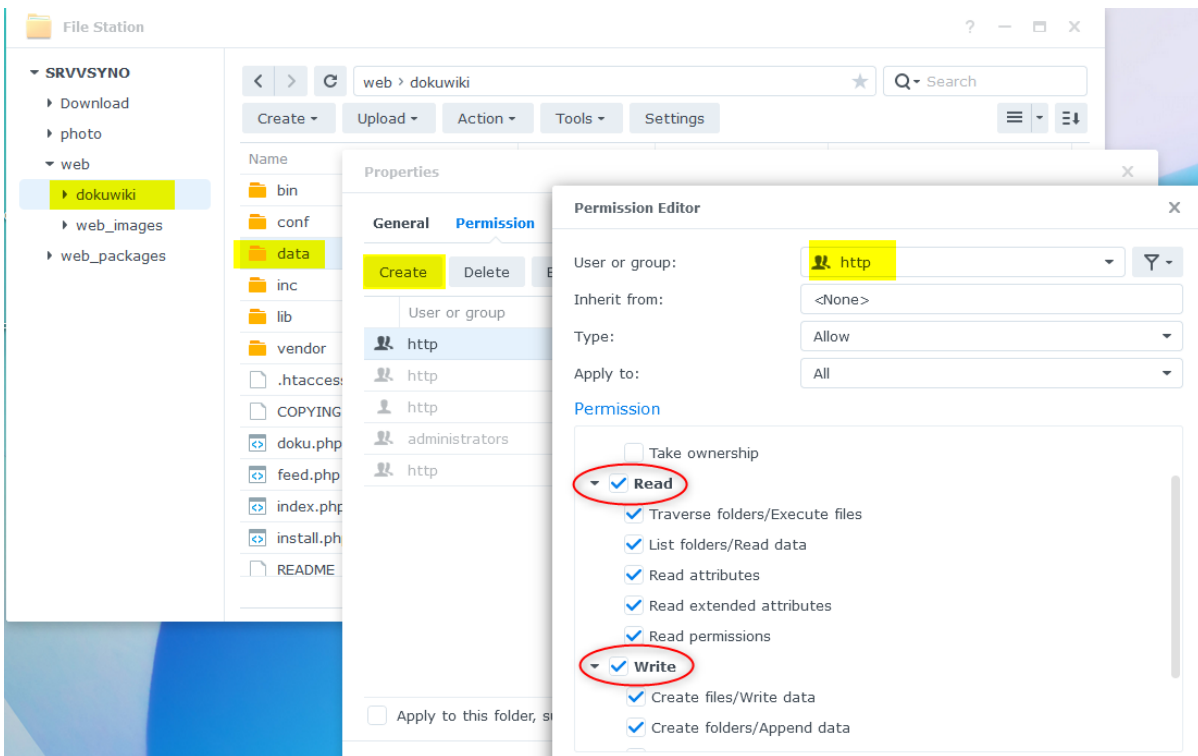 File Station
SRVVSYNO
Download
photo
web
dokuwiki
web_images
web_packages
web > dokuwiki
Search
Create
Upload
Action
Tools
Settings
Name
bin
conf
data
inc
lib
vendor
.htaccess
COPYING
doku.php
feed.php
index.php
install.ph
README
Properties
General
Permission
Create
Delete
E
User or group
http
http
http
administrators
http
Apply to this folder, su
Permission Editor
User or group:
http
Inherit from:
<None>
Type:
Allow
Apply to:
All
Permission
Take ownership
Read
Traverse folders/Execute files
List folders/Read data
Read attributes
Read extended attributes
Read permissions
Write
Create files/Write data
Create folders/Append data